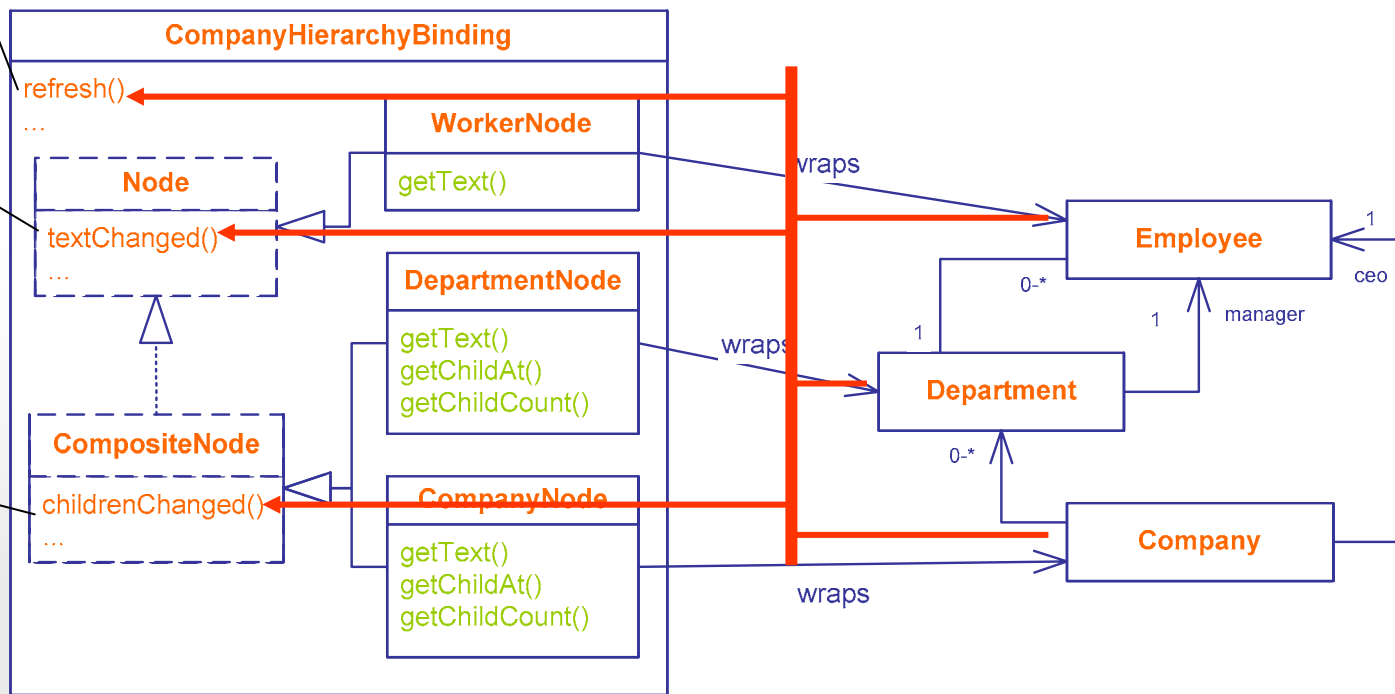 CompanyHierarchyBinding
refresh()
...
WorkerNode
getText()
Node
textChanged()
...
DepartmentNode
getText()
getChildAt()
getChildCount()
CompositeNode
childrenChanged()
...
CompanyNode
getText()
getChildAt()
getChildCount()
wraps
wraps
wraps
Employee
1
ceo
0-*
1
manager
1
Department
0-*
Company